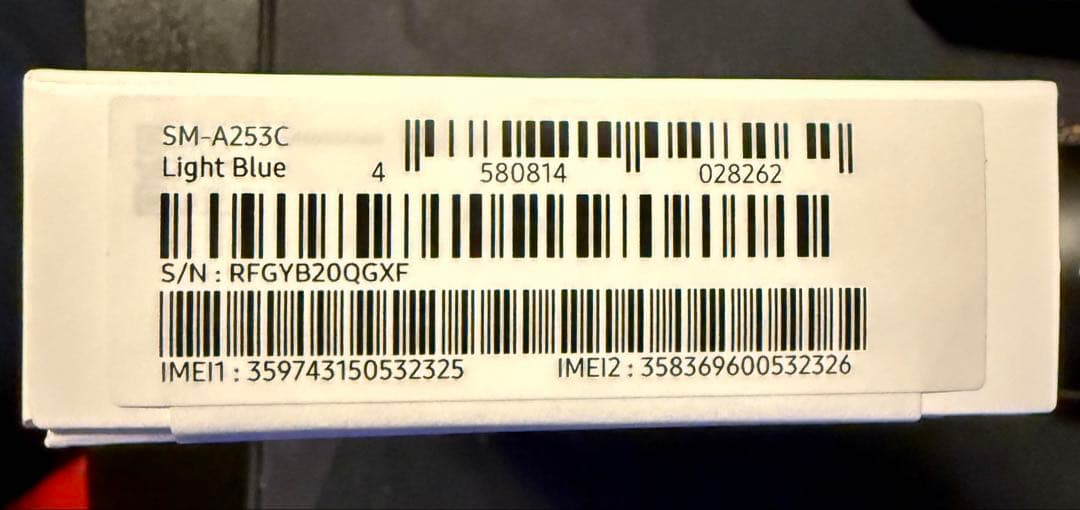 SM-A253C
Light Blue
4 580814 028262
S/N : RFGYB20QGXF
IMEI1 : 359743150532325 IMEI2 : 358369600532326